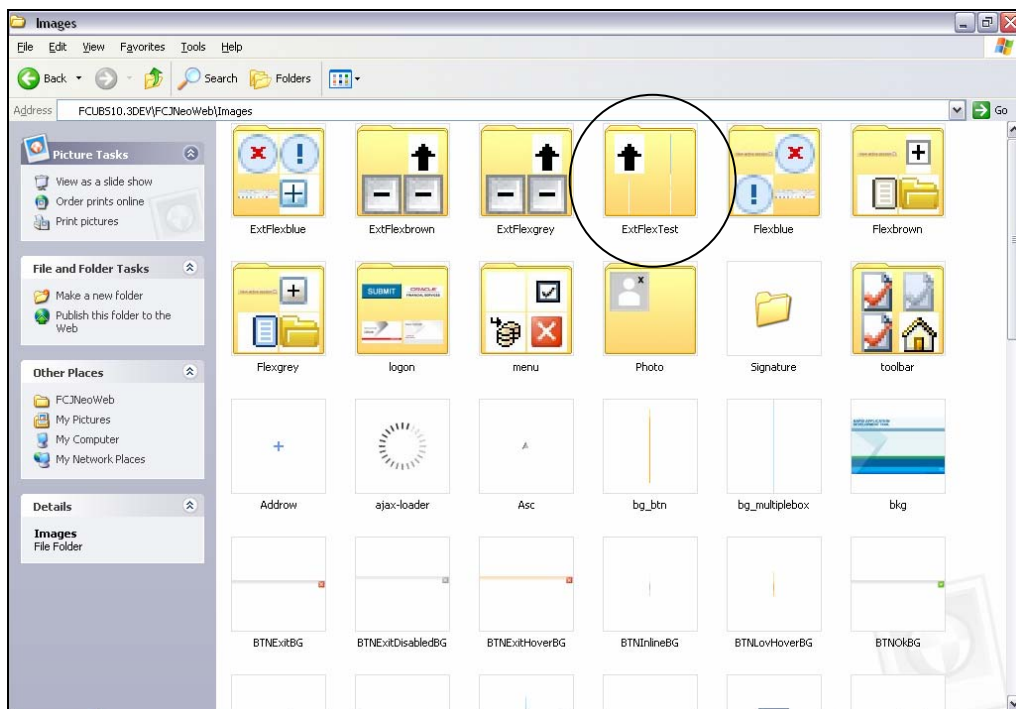 Images
File Edit View Favorites Tools Help
Back Search Folders
Address FCUBS10.3DEV\FCJNeoWeb\Images Go
Picture Tasks
View as a slide show
Order prints online
Print pictures
File and Folder Tasks
Make a new folder
Publish this folder to the
Web
Other Places
FCJNeoWeb
My Pictures
My Computer
My Network Places
Details
Images
File Folder
ExtFlexblue ExtFlexbrown ExtFlexgrey ExtFlexTest Flexblue Flexbrown
SUBMIT ORACLE
FINANCIAL SERVICES
Flexgrey logon menu Photo Signature toolbar
Addrow ajax-loader Asc bg_btn bg_multiplebox bkg
BTNExitBG BTNExitDisabledBG BTNExitHoverBG BTNInlineBG BTNLovHoverBG BTNOkBG